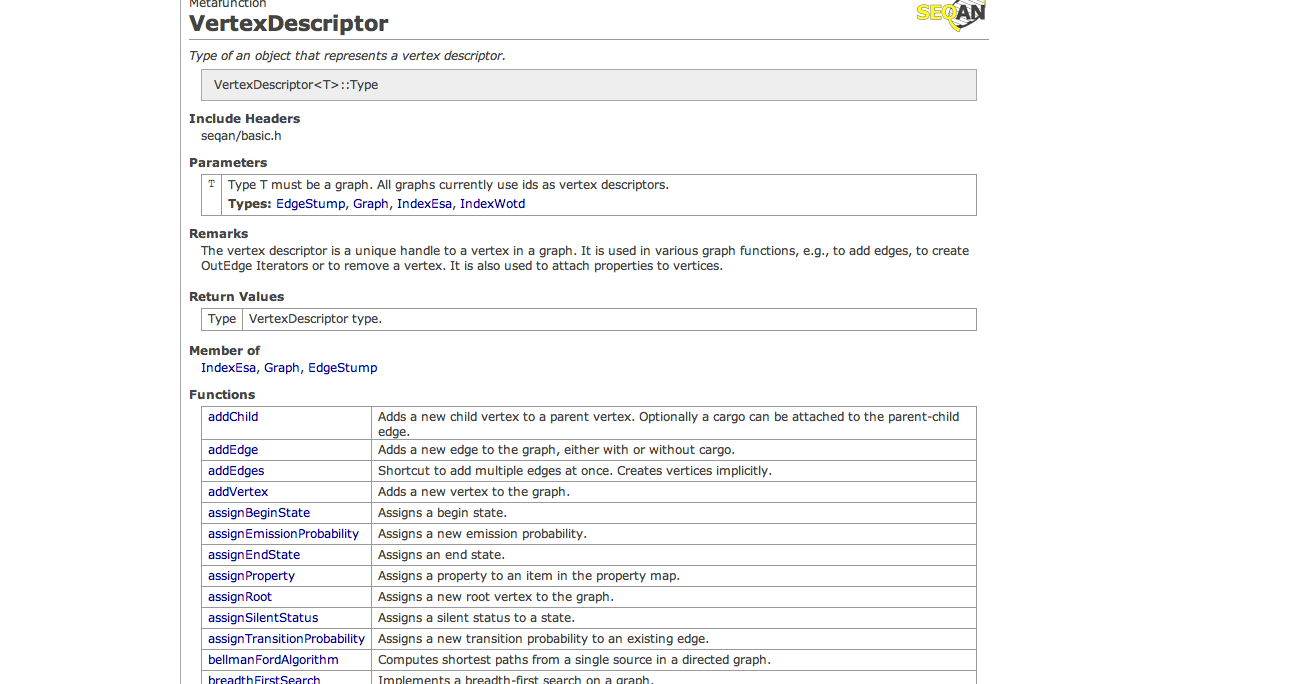 Metafunction
VertexDescriptor
SEQAN
Type of an object that represents a vertex descriptor.
VertexDescriptor<T>::Type
Include Headers
seqan/basic.h
Parameters
T Type T must be a graph. All graphs currently use ids as vertex descriptors.
Types: EdgeStump, Graph, IndexEsa, IndexWotd
Remarks
The vertex descriptor is a unique handle to a vertex in a graph. It is used in various graph functions, e.g., to add edges, to create
OutEdge Iterators or to remove a vertex. It is also used to attach properties to vertices.
Return Values
Type VertexDescriptor type.
Member of
IndexEsa, Graph, EdgeStump
Functions
addChild Adds a new child vertex to a parent vertex. Optionally a cargo can be attached to the parent-child
edge.
addEdge Adds a new edge to the graph, either with or without cargo.
addEdges Shortcut to add multiple edges at once. Creates vertices implicitly.
addVertex Adds a new vertex to the graph.
assignBeginState Assigns a begin state.
assignEmissionProbability Assigns a new emission probability.
assignEndState Assigns an end state.
assignProperty Assigns a property to an item in the property map.
assignRoot Assigns a new root vertex to the graph.
assignSilentStatus Assigns a silent status to a state.
assignTransitionProbability Assigns a new transition probability to an existing edge.
bellmanFordAlgorithm Computes shortest paths from a single source in a directed graph.
breadthFirstSearch Implements a breadth-first search on a graph.